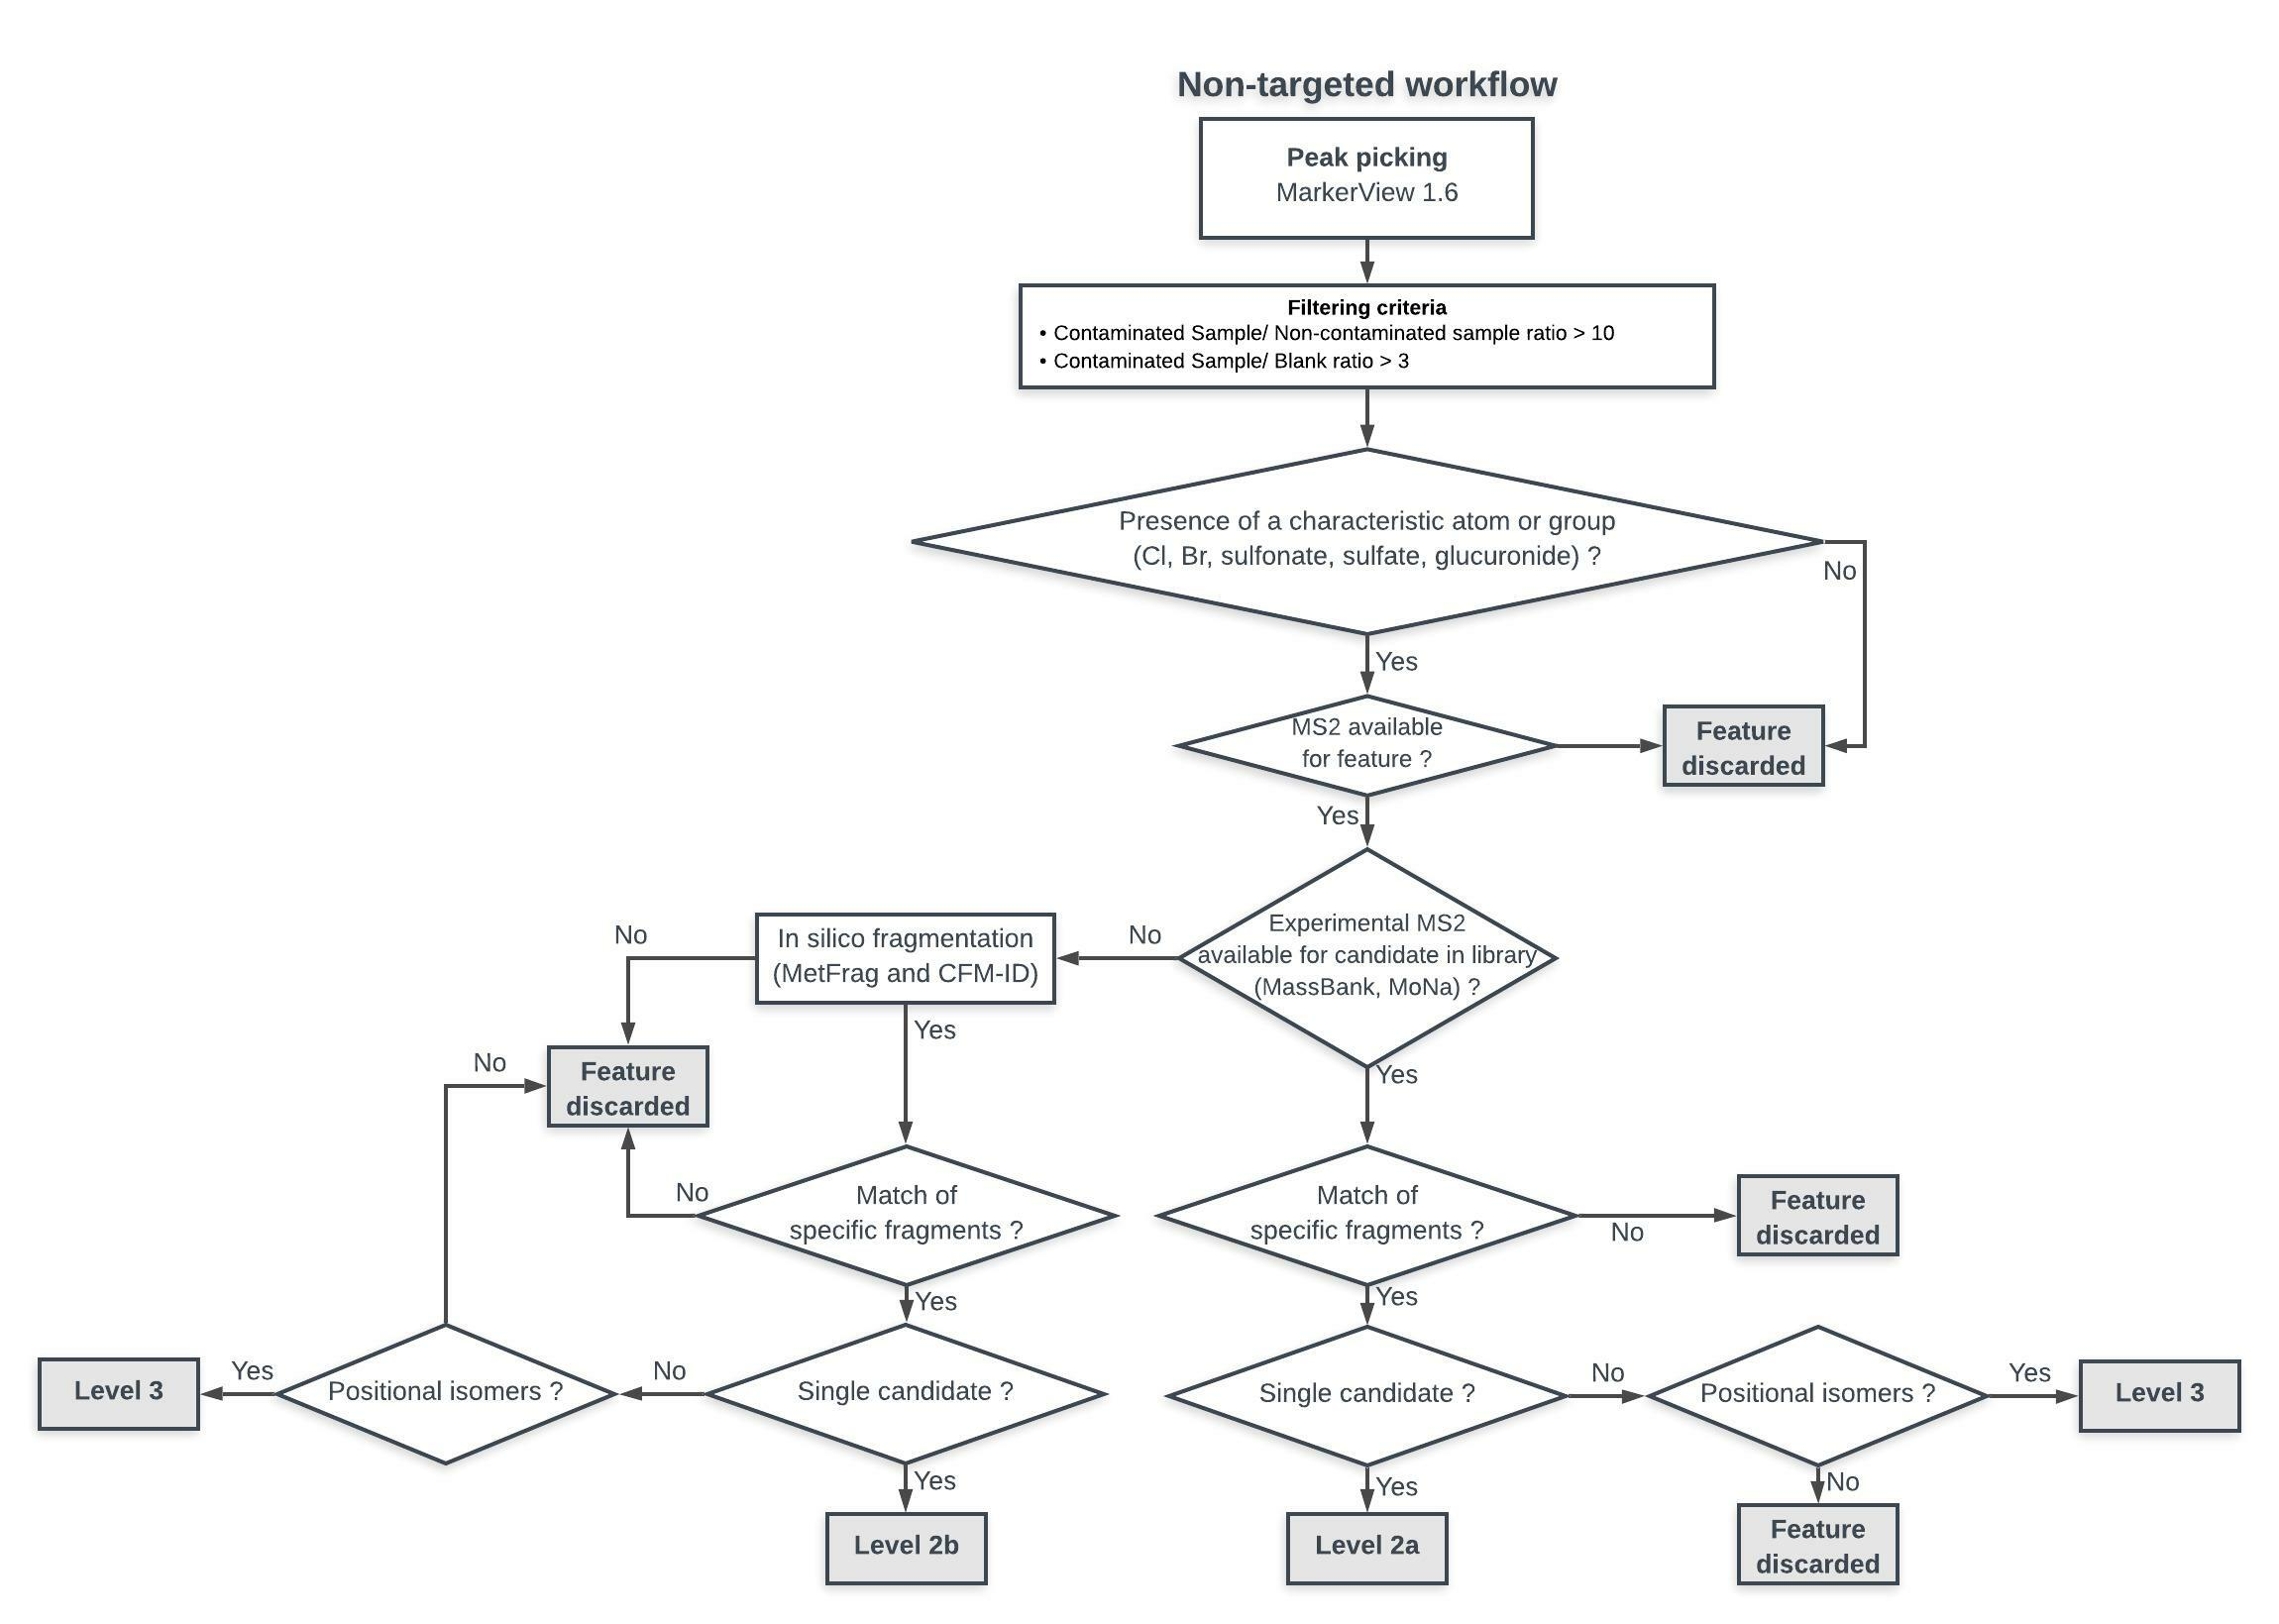 Non-targeted workflow
Peak picking
MarkerView 1.6
Filtering criteria
• Contaminated Sample/ Non-contaminated sample ratio > 10
• Contaminated Sample/ Blank ratio > 3
Presence of a characteristic atom or group
(Cl, Br, sulfonate, sulfate, glucuronide) ?
No
Yes
MS2 available
for feature ?
Feature
discarded
Yes
Experimental MS2
available for candidate in library
(MassBank, MoNa) ?
No
In silico fragmentation
(MetFrag and CFM-ID)
No
Yes
Yes
No
Feature
discarded
No
Match of
specific fragments ?
Match of
specific fragments ?
No
Feature
discarded
Yes
Yes
Level 3
Yes
Positional isomers ?
No
Single candidate ?
Single candidate ?
No
Positional isomers ?
Yes
Level 3
Yes
Yes
No
Level 2b
Level 2a
Feature
discarded